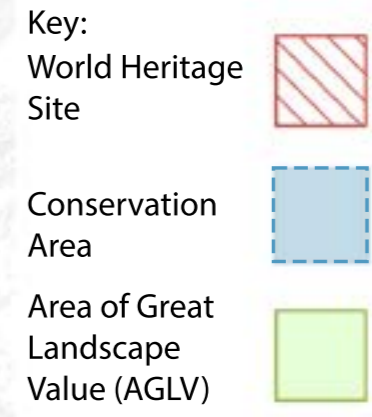 Key:
World Heritage
Site
Conservation
Area
Area of Great
Landscape
Value (AGLV)